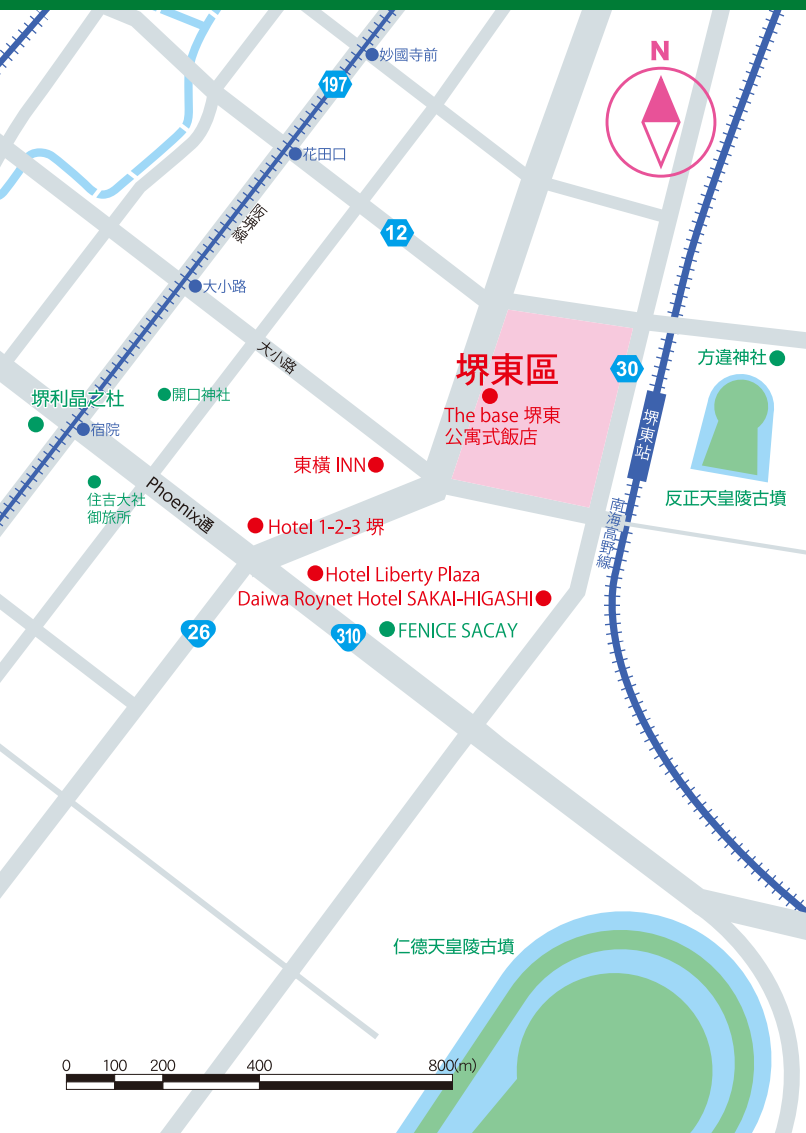 妙國寺前
N
197
花田口
阪堺線
12
大小路
大小路
堺東區
30
方違神社
堺利晶之杜
開口神社
The base 堺東
公寓式飯店
堺東站
宿院
東橫 INN
住吉大社
御旅所
Phoenix通
反正天皇陵古墳
南海高野線
Hotel 1-2-3 堺
Hotel Liberty Plaza
Daiwa Roynet Hotel SAKAI-HIGASHI
26
310
FENICE SACAY
仁德天皇陵古墳
0 100 200 400 800(m)